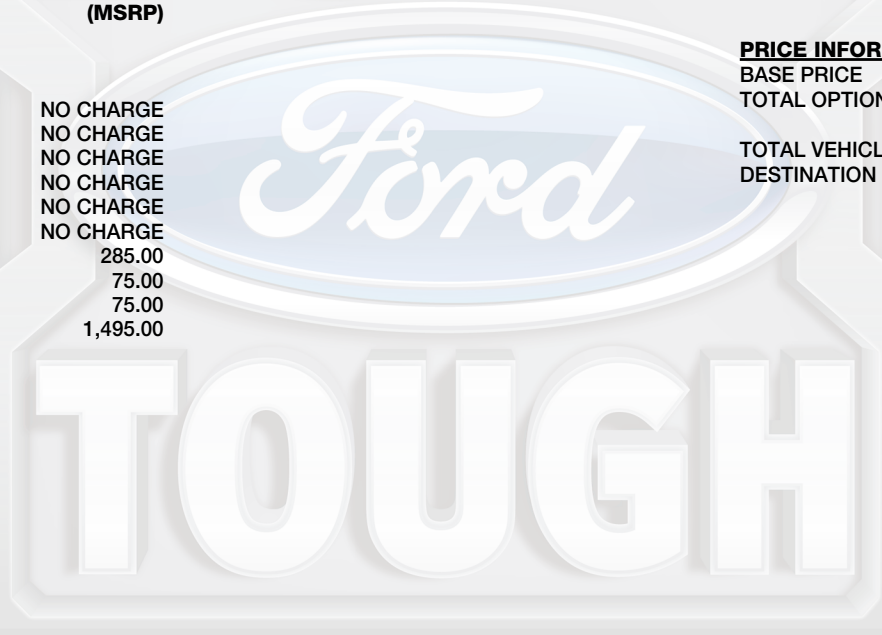 (MSRP)
NO CHARGE
NO CHARGE
NO CHARGE
NO CHARGE
NO CHARGE
NO CHARGE
285.00
75.00
75.00
1,495.00
PRICE INFOR
BASE PRICE
TOTAL OPTION
TOTAL VEHICL
DESTINATION
Ford
TOUGH